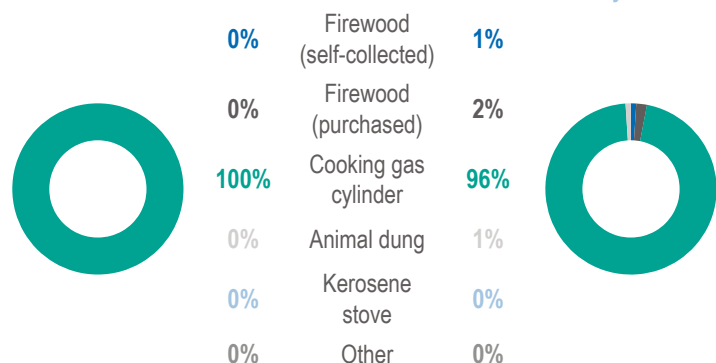 0% Firewood (self-collected) 1%
0% Firewood (purchased) 2%
100% Cooking gas cylinder 96%
0% Animal dung 1%
0% Kerosene stove 0%
0% Other 0%